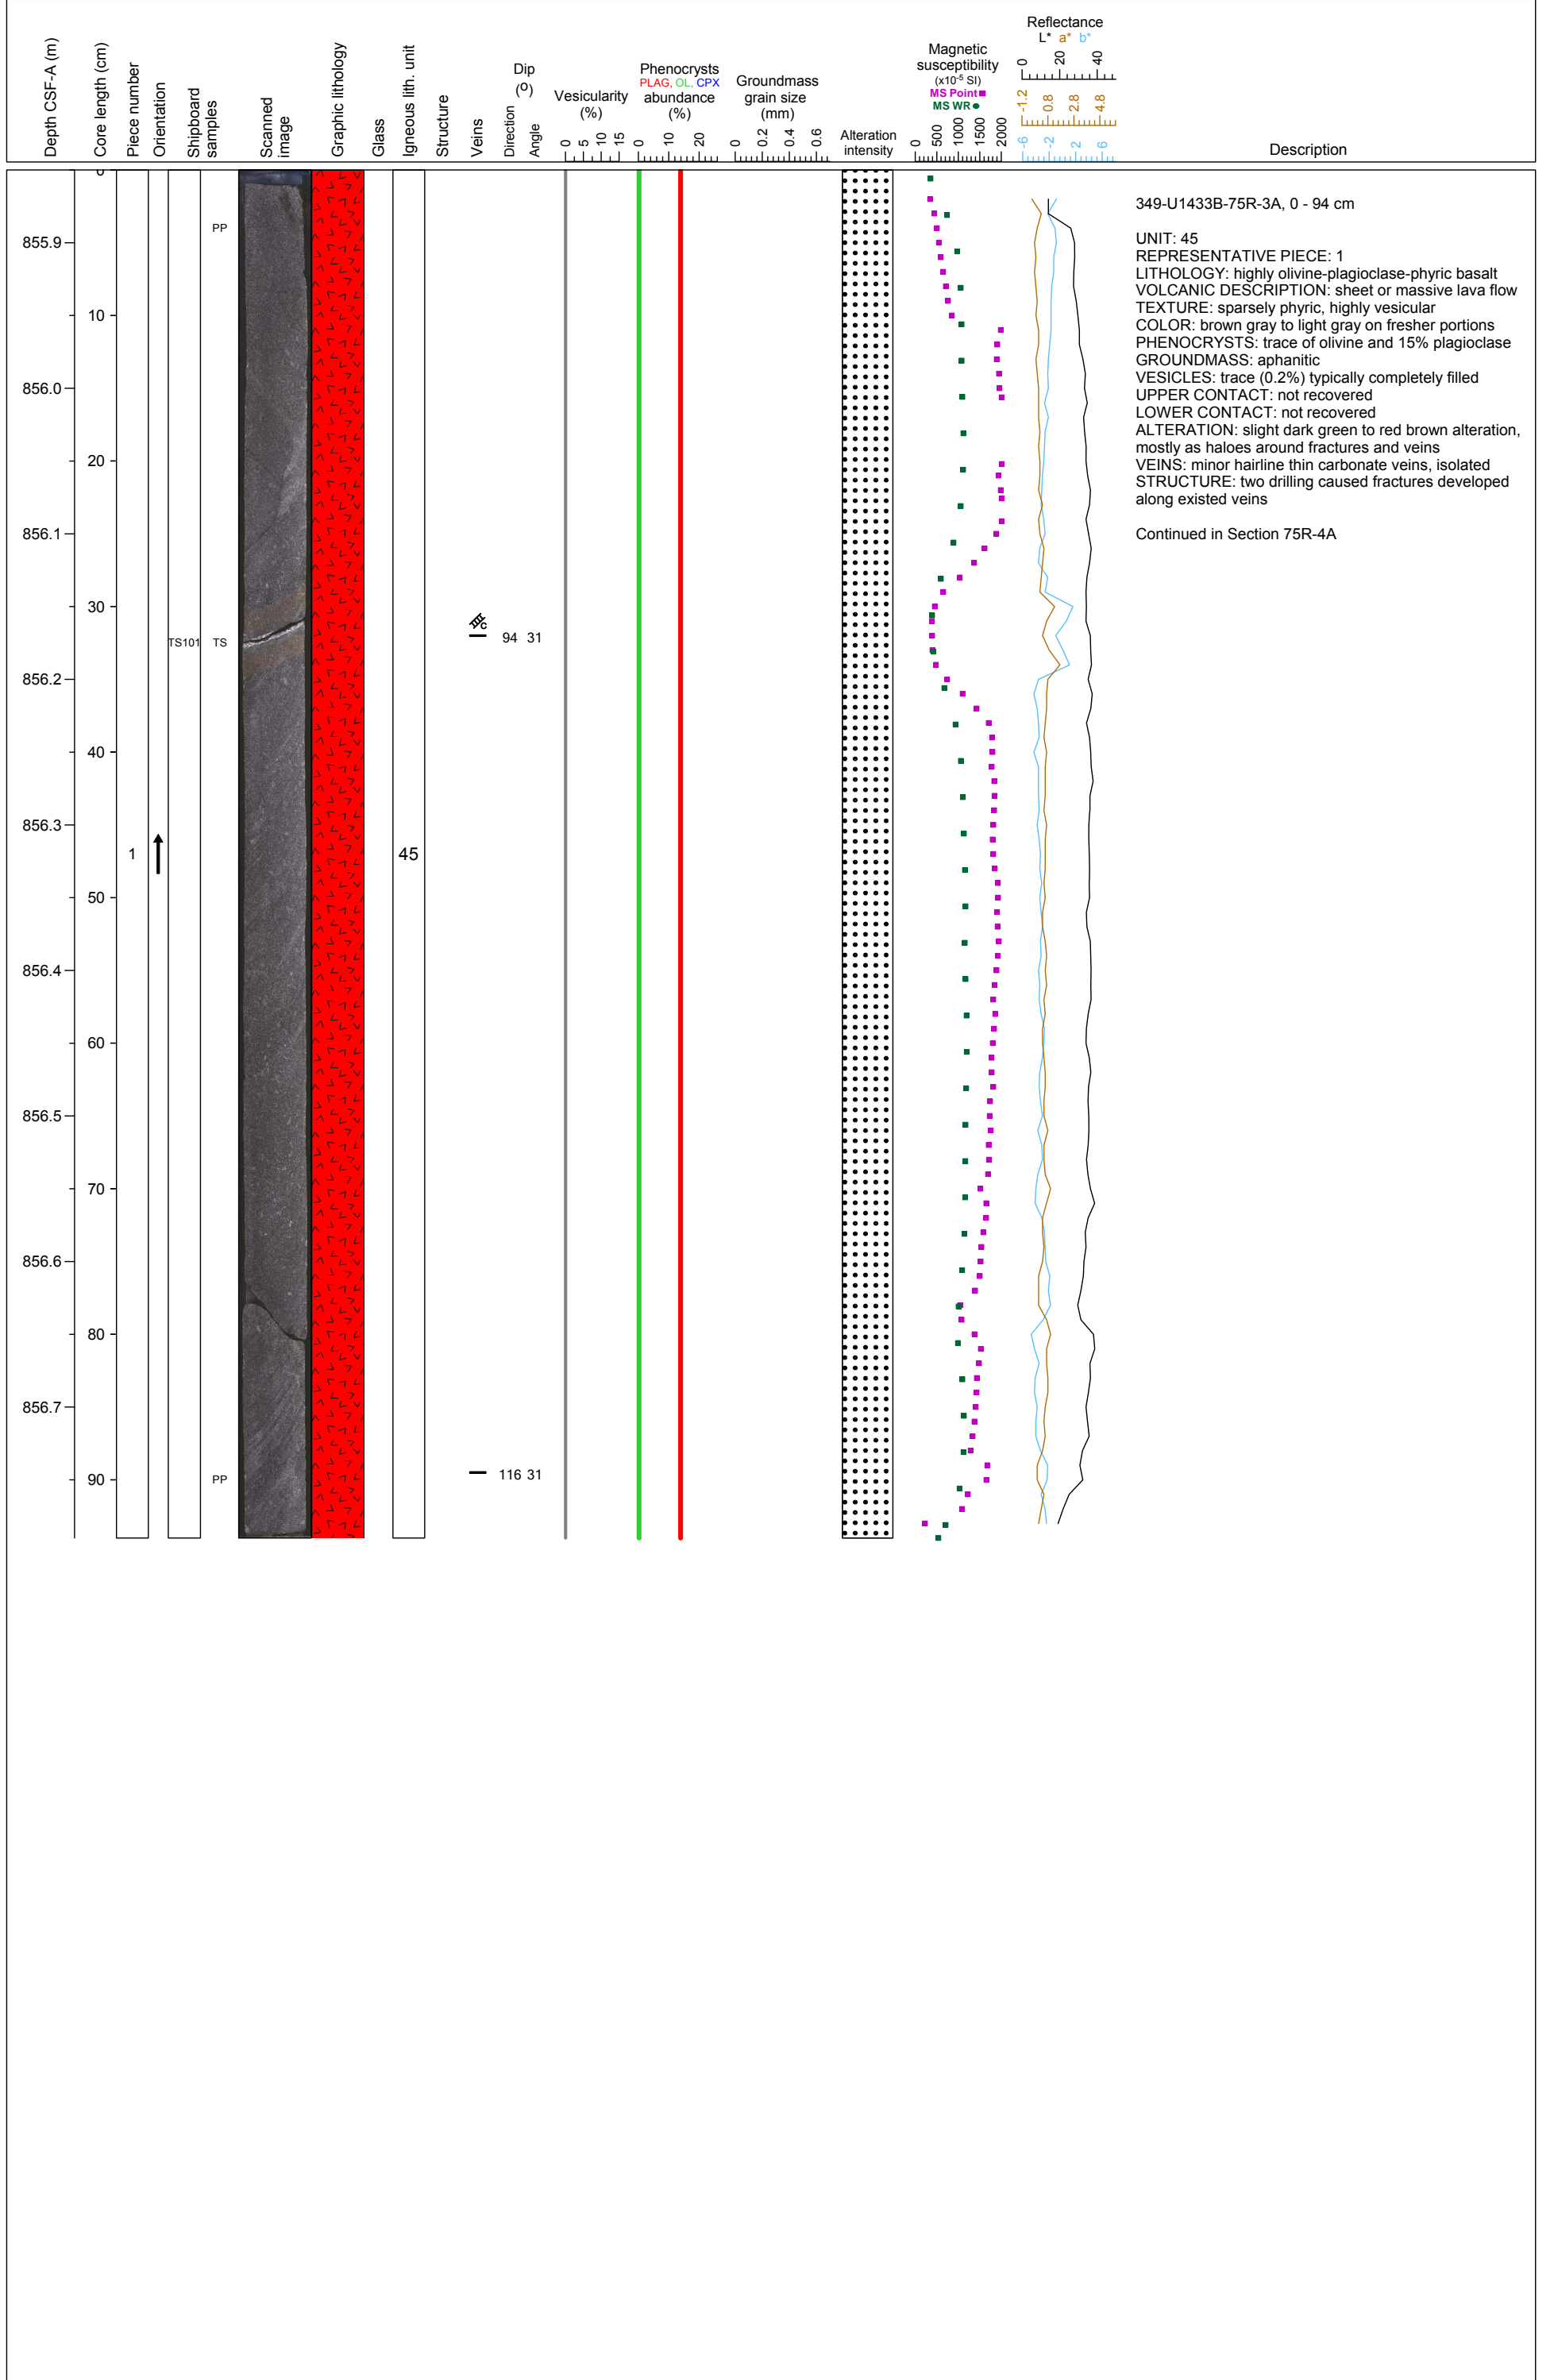 Depth CSF-A (m)
Core length (cm)
Piece number
Orientation
Shipboard
samples
Scanned
image
Graphic lithology
Glass
Igneous lith. unit
Structure
Veins
Dip
(o)
Direction
Angle
Vesicularity
(%)
0 5 10 15
Phenocrysts
PLAG, OL, CPX
abundance
(%)
0 10 20
Groundmass
grain size
(mm)
0 0.2 0.4 0.6
Alteration
intensity
Magnetic
susceptibility
(x10-5 SI)
MS Point
MS WR
0 500 1000 1500 2000
Reflectance
L* a* b*
0 20 40
-1.2 0.8 2.8 4.8
-6 -2 2 6
Description
0
PP
855.9
10
856.0
20
856.1
30
C
94 31
TS101 TS
856.2
40
856.3
1
45
50
856.4
60
856.5
70
856.6
80
856.7
90
PP
116 31
349-U1433B-75R-3A, 0 - 94 cm
UNIT: 45
REPRESENTATIVE PIECE: 1
LITHOLOGY: highly olivine-plagioclase-phyric basalt
VOLCANIC DESCRIPTION: sheet or massive lava flow
TEXTURE: sparsely phyric, highly vesicular
COLOR: brown gray to light gray on fresher portions
PHENOCRYSTS: trace of olivine and 15% plagioclase
GROUNDMASS: aphanitic
VESICLES: trace (0.2%) typically completely filled
UPPER CONTACT: not recovered
LOWER CONTACT: not recovered
ALTERATION: slight dark green to red brown alteration,
mostly as haloes around fractures and veins
VEINS: minor hairline thin carbonate veins, isolated
STRUCTURE: two drilling caused fractures developed
along existed veins
Continued in Section 75R-4A